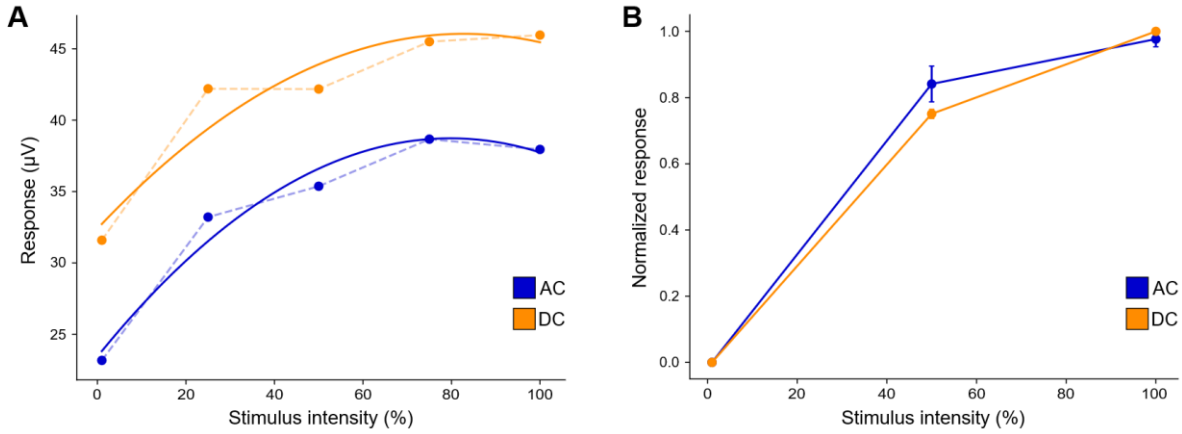 A
45
40
35
30
25
0
20
40
60
80
100
Response (µV)
Stimulus intensity (%)
AC
DC
B
1.0
0.8
0.6
0.4
0.2
0.0
0
20
40
60
80
100
Normalized response
Stimulus intensity (%)
AC
DC